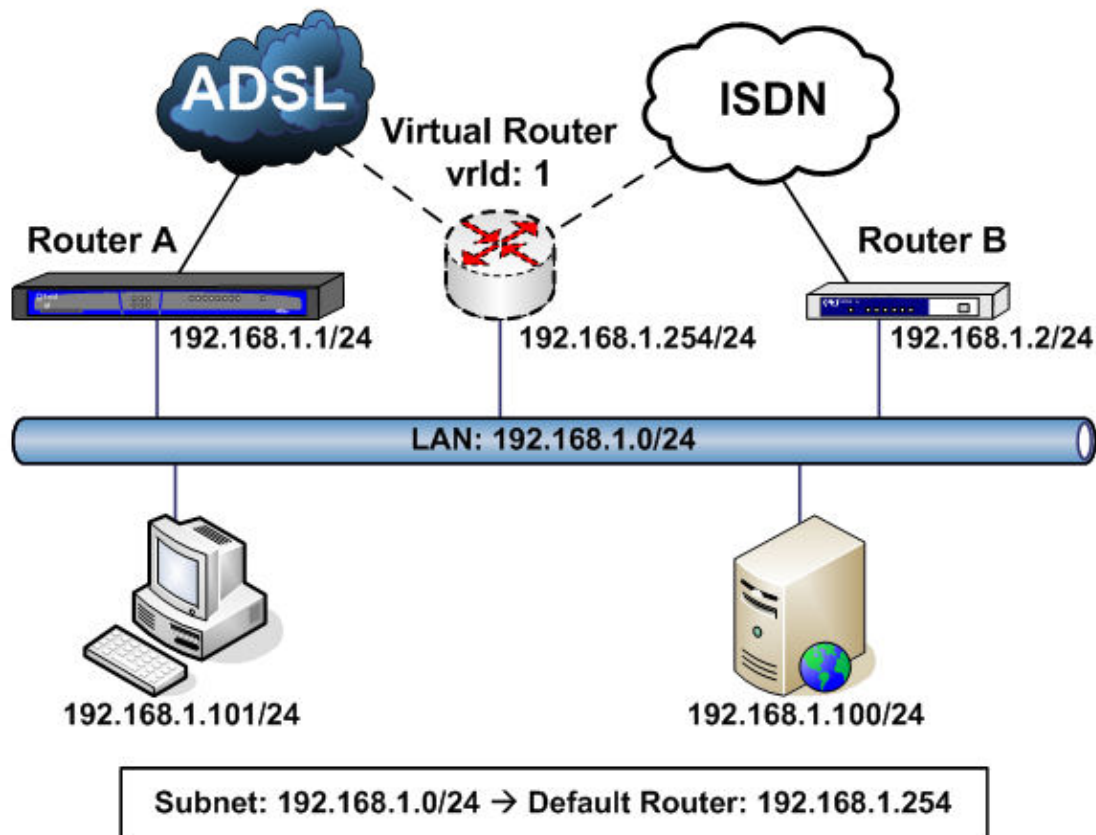 ADSL
ISDN
Virtual Router
vrId: 1
Router A
Router B
192.168.1.1/24
192.168.1.254/24
192.168.1.2/24
LAN: 192.168.1.0/24
192.168.1.101/24
192.168.1.100/24
Subnet: 192.168.1.0/24 → Default Router: 192.168.1.254